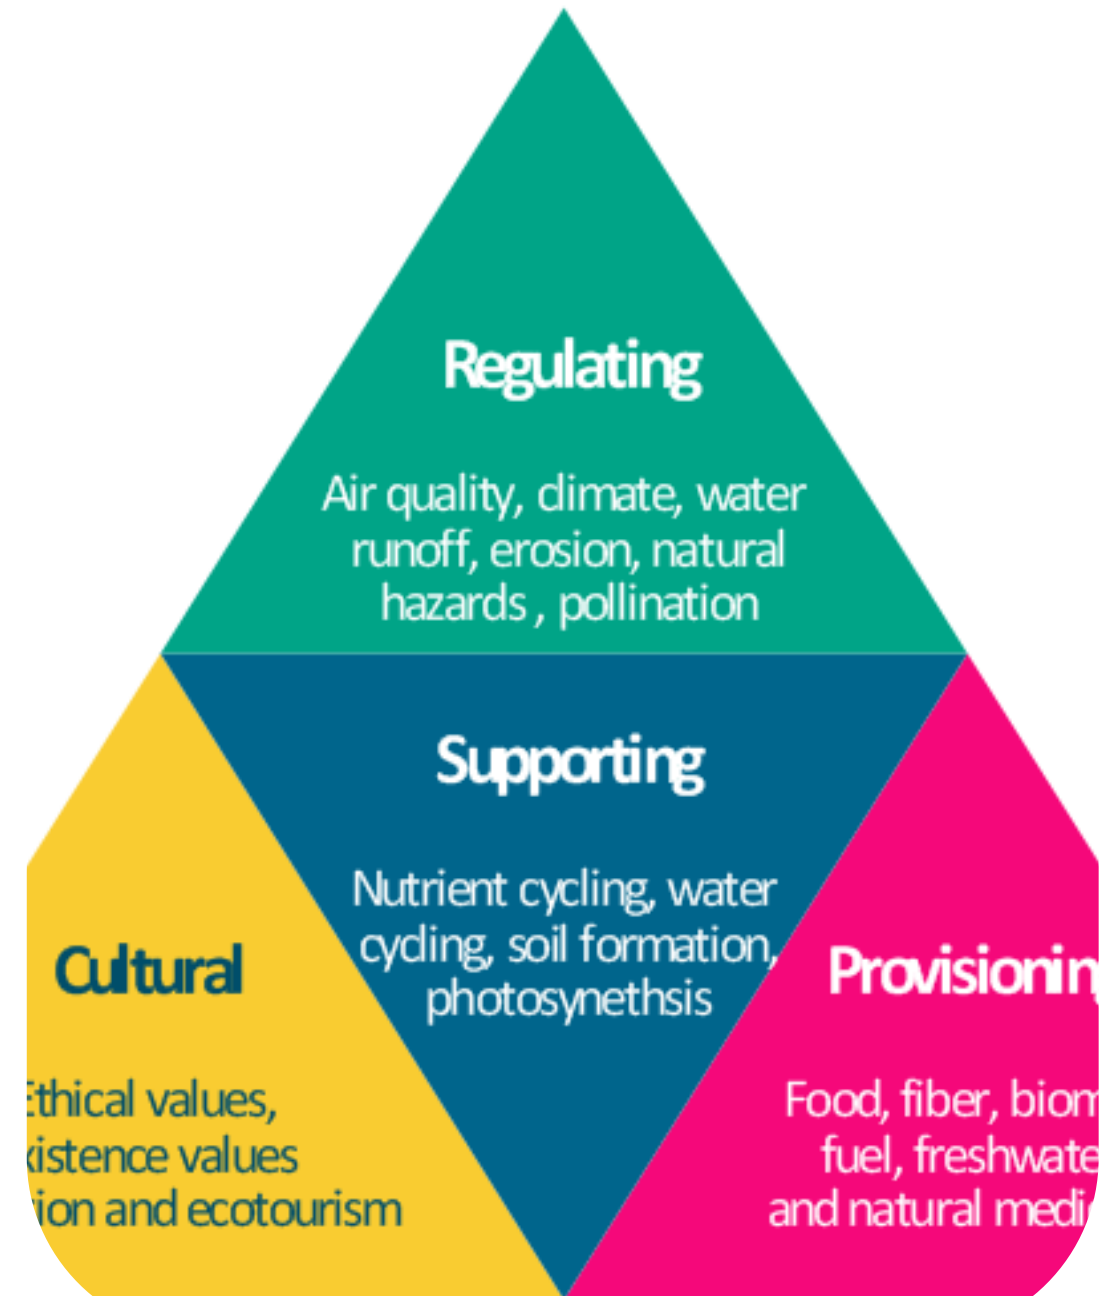 Regulating
Air quality, climate, water
runoff, erosion, natural
hazards , pollination
Supporting
Nutrient cycling, water
cycling, soil formation,
photosynethsis
Cultural
values,
values
and ecotourism
Food, fiber,
fuel,
and natural